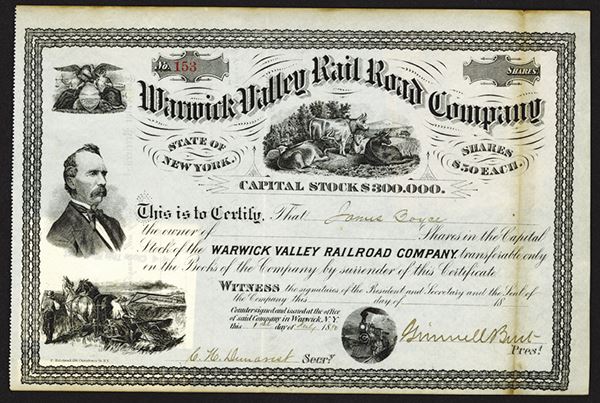 No. 153
SHARES.
Warwick Valley Rail Road Company
STATE OF NEW YORK.
SHARES $50 EACH.
CAPITAL STOCK $300.000.
This is to Certify, That James Boyce
the owner of Shares in the Capital
Stock of the WARWICK VALLEY RAILROAD COMPANY, transferable only
in the Books of the Company by surrender of this Certificate
WITNESS the signatures of the President and Secretary and the Seal of
the Company this day of 18
Countersigned and issued at the office
of said Company in Warwick, N.Y.
this 1st day of July 18
Grinnell Burt
Pres!
C. H. Demarest Secy.